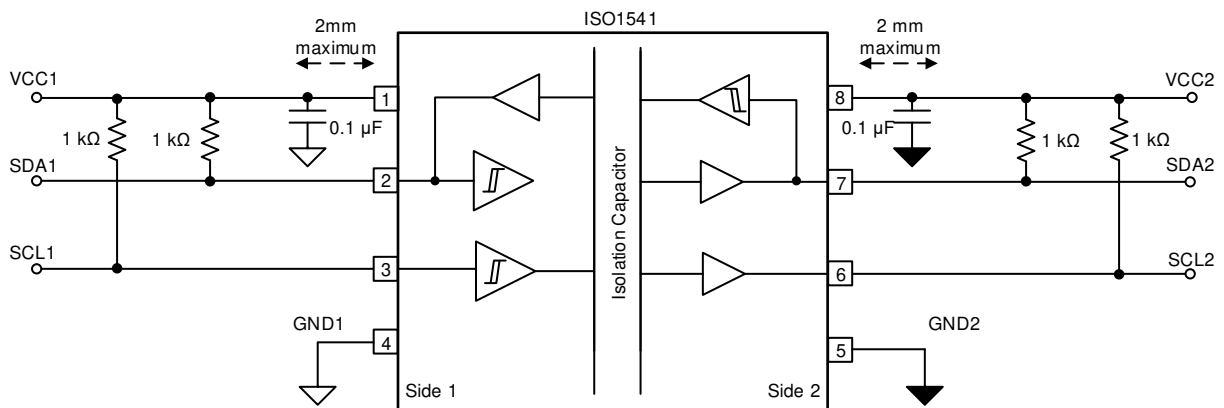 ISO1541
2mm
maximum
2 mm
maximum
VCC1
VCC2
1
8
1 kΩ
1 kΩ
0.1 µF
0.1 µF
1 kΩ
1 kΩ
SDA1
2
7
SDA2
SCL1
3
6
SCL2
Isolation Capacitor
GND1
4
GND2
5
Side 1
Side 2